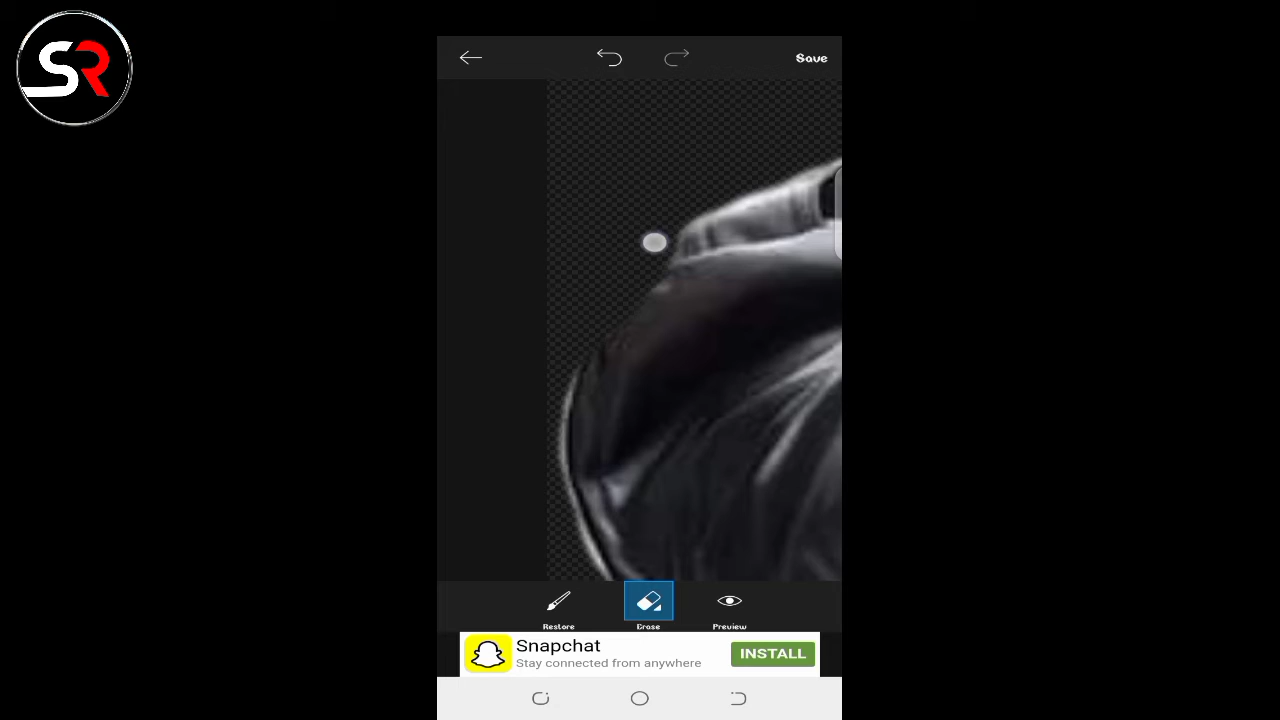 SR
Save
Restore
Erase
Preview
Snapchat
Stay connected from anywhere
INSTALL